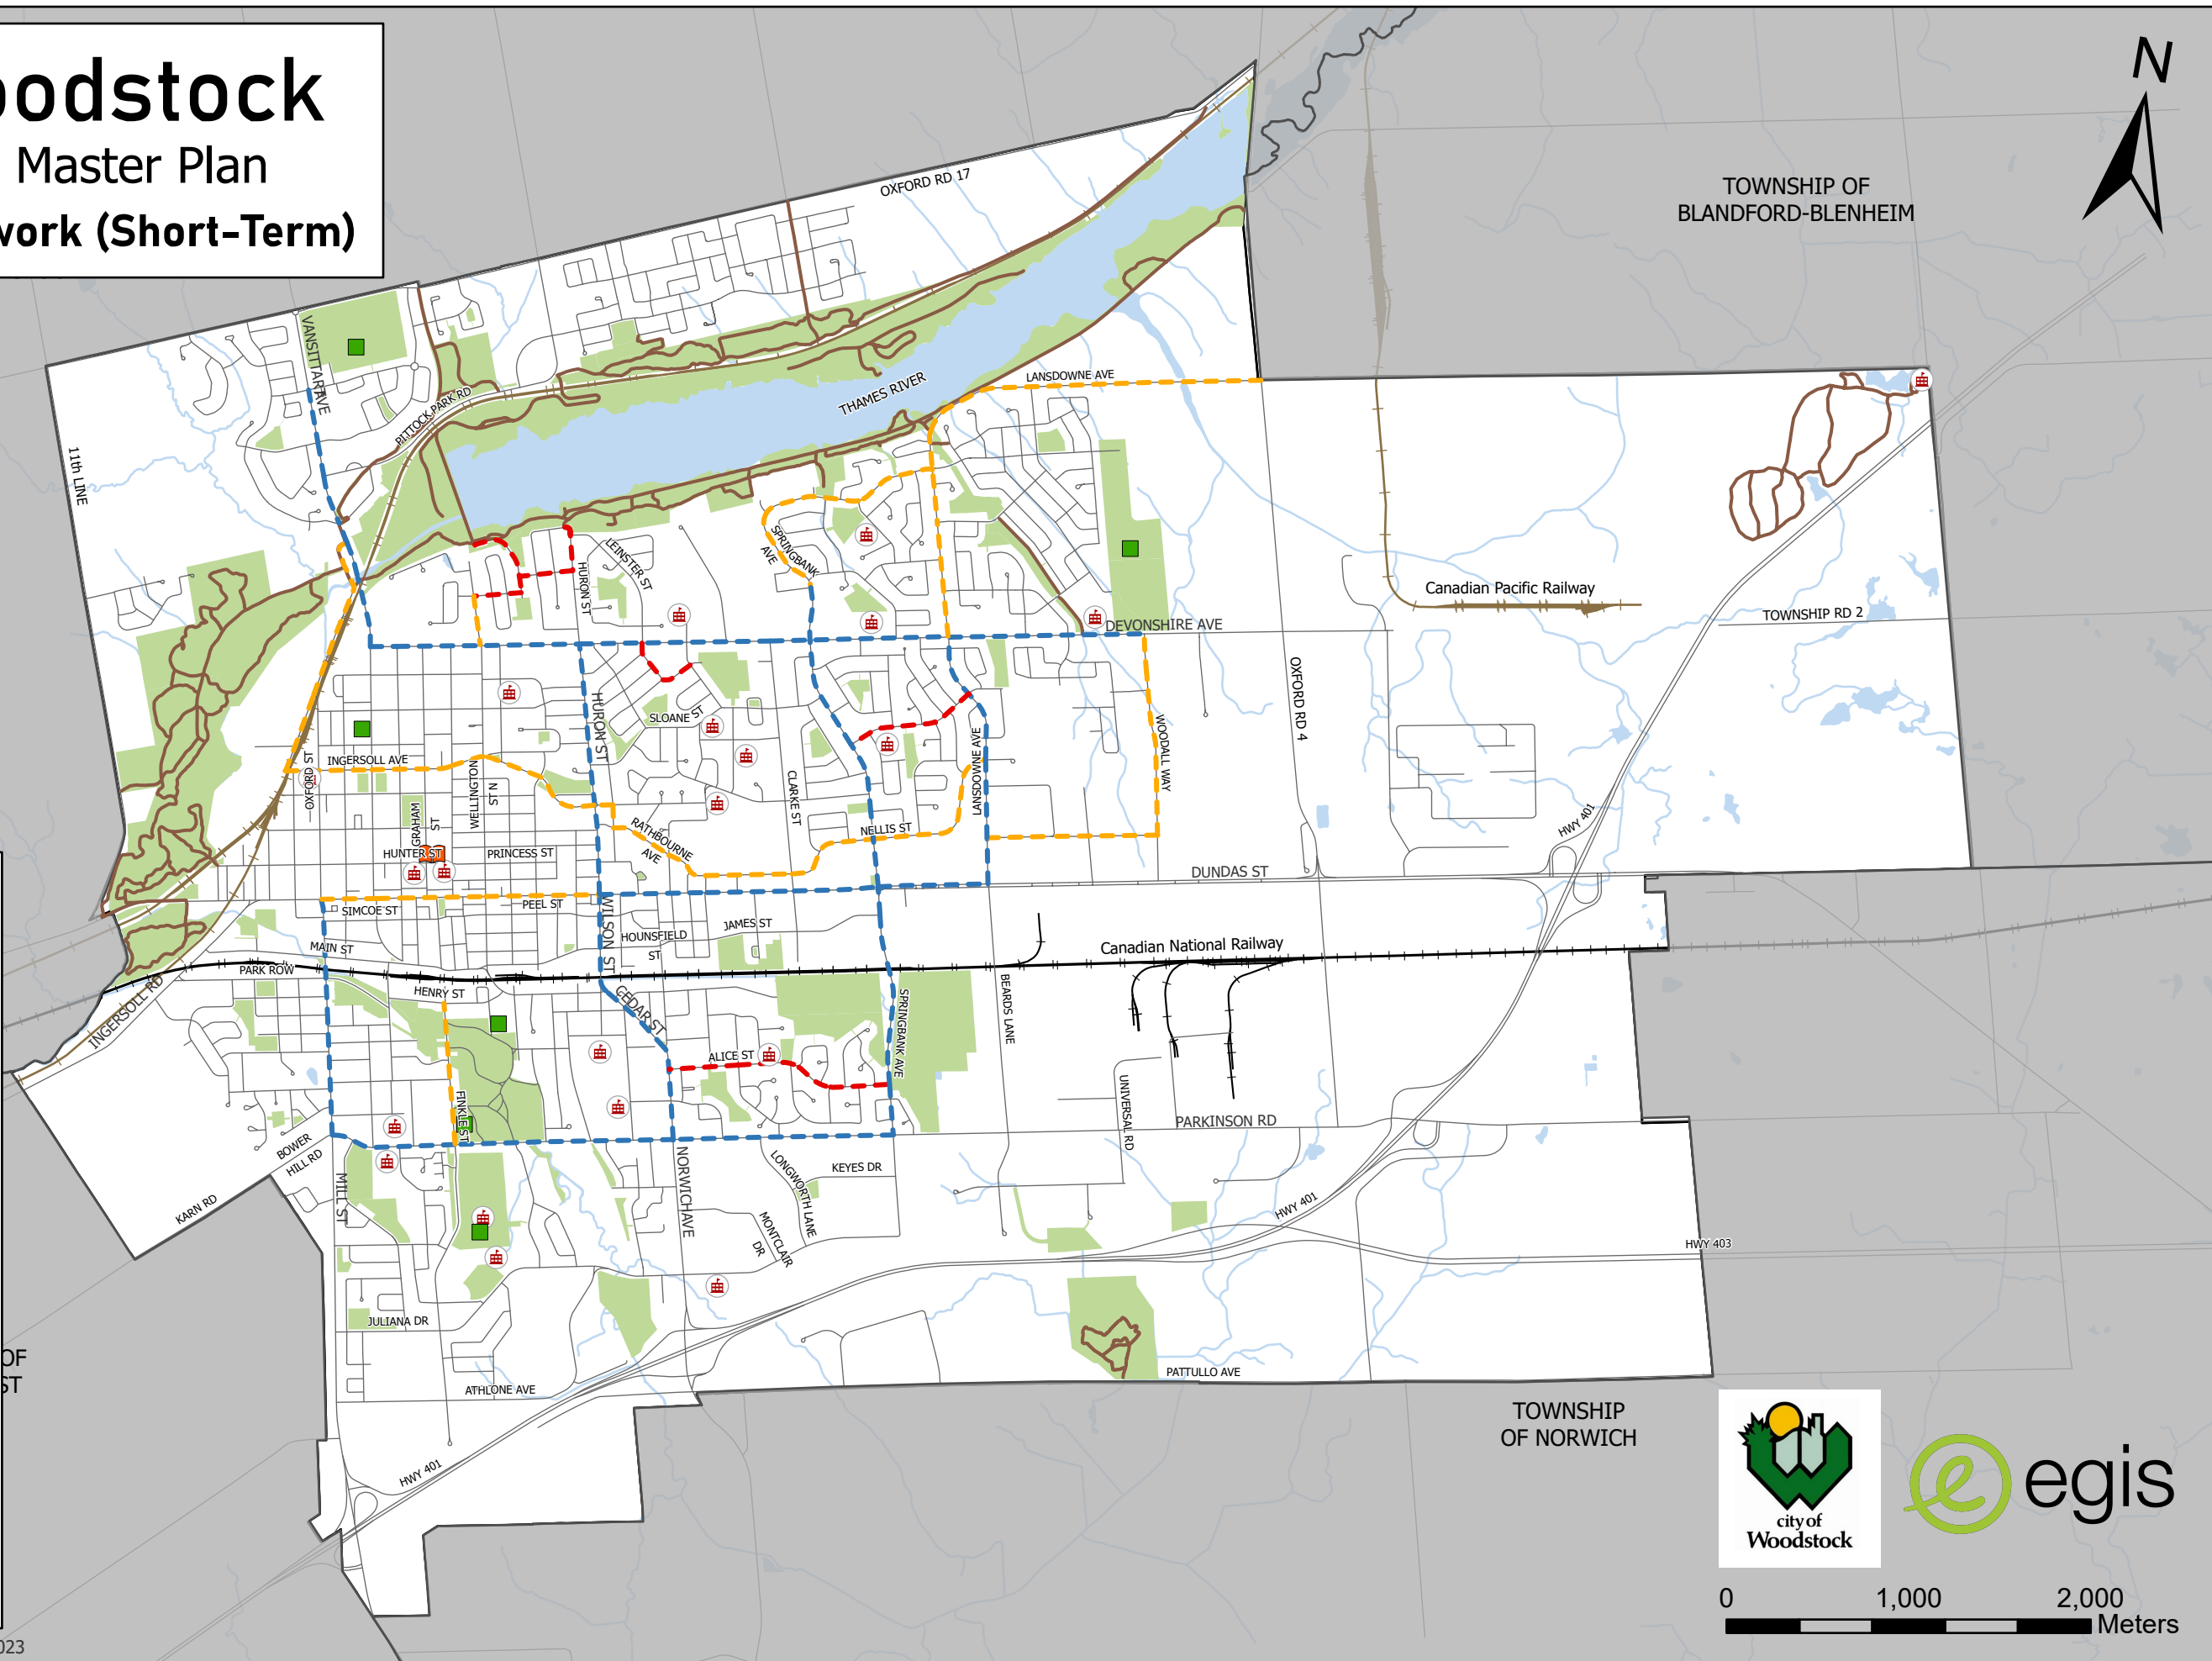 oodstock
Master Plan
work (Short-Term)
N
TOWNSHIP OF
BLANDFORD-BLENHEIM
OXFORD RD 17
VANSITTART AVE
PITTOCK PARK RD
THAMES RIVER
LANSDOWNE AVE
11th LINE
SPRINGBANK
AVE
LEINSTER ST
HURON ST
Canadian Pacific Railway
TOWNSHIP RD 2
DEVONSHIRE AVE
OXFORD RD 4
HURON ST
SLOANE ST
WOODALL WAY
LANSDOWNE AVE
INGERSOLL AVE
OXFORD ST
WELLINGTON
ST N
CLARKE ST
GRAHAM
ST
HWY 401
RATHBOURNE
AVE
NELLIS ST
HUNTER ST
PRINCESS ST
DUNDAS ST
SIMCOE ST
PEEL ST
WILSON ST
JAMES ST
HOUNSFIELD
ST
MAIN ST
Canadian National Railway
PARK ROW
HENRY ST
INGERSOLL RD
CEDAR ST
SPRINGBANK AVE
BEARDS LANE
ALICE ST
UNIVERSAL RD
FINKLE ST
PARKINSON RD
BOWER
HILL RD
KARN RD
MILL ST
NORWICH AVE
LONGWORTH LANE
KEYES DR
MONTCLAIR
DR
HWY 401
HWY 403
JULIANA DR
ATHLONE AVE
PATTULLO AVE
OF
ST
TOWNSHIP
OF NORWICH
HWY 401
city of
Woodstock
egis
0 1,000 2,000
Meters
023